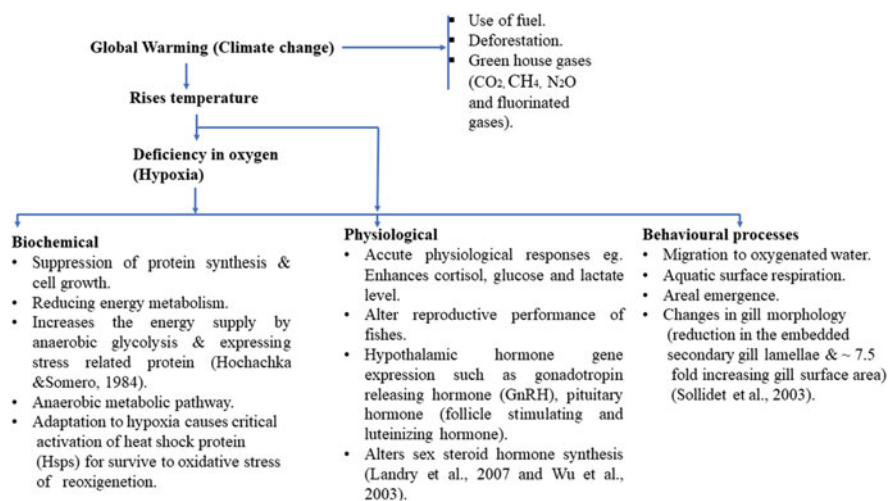 Global Warming (Climate change)
▪ Use of fuel.
▪ Deforestation.
▪ Green house gases
(CO2, CH4, N2O
and fluorinated
gases).
Rises temperature
Deficiency in oxygen
(Hypoxia)
Biochemical
• Suppression of protein synthesis &
cell growth.
• Reducing energy metabolism.
• Increases the energy supply by
anaerobic glycolysis & expressing
stress related protein (Hochachka
&Somero, 1984).
• Anaerobic metabolic pathway.
• Adaptation to hypoxia causes critical
activation of heat shock protein
(Hsps) for survive to oxidative stress
of reoxigenetion.
Physiological
• Accute physiological responses eg.
Enhances cortisol, glucose and lactate
level.
• Alter reproductive performance of
fishes.
• Hypothalamic hormone gene
expression such as gonadotropin
releasing hormone (GnRH), pituitary
hormone (follicle stimulating and
luteinizing hormone).
• Alters sex steroid hormone synthesis
(Landry et al., 2007 and Wu et al.,
2003).
Behavioural processes
• Migration to oxygenated water.
• Aquatic surface respiration.
• Areal emergence.
• Changes in gill morphology
(reduction in the embedded
secondary gill lamellae & ~ 7.5
fold increasing gill surface area)
(Sollidet et al., 2003).